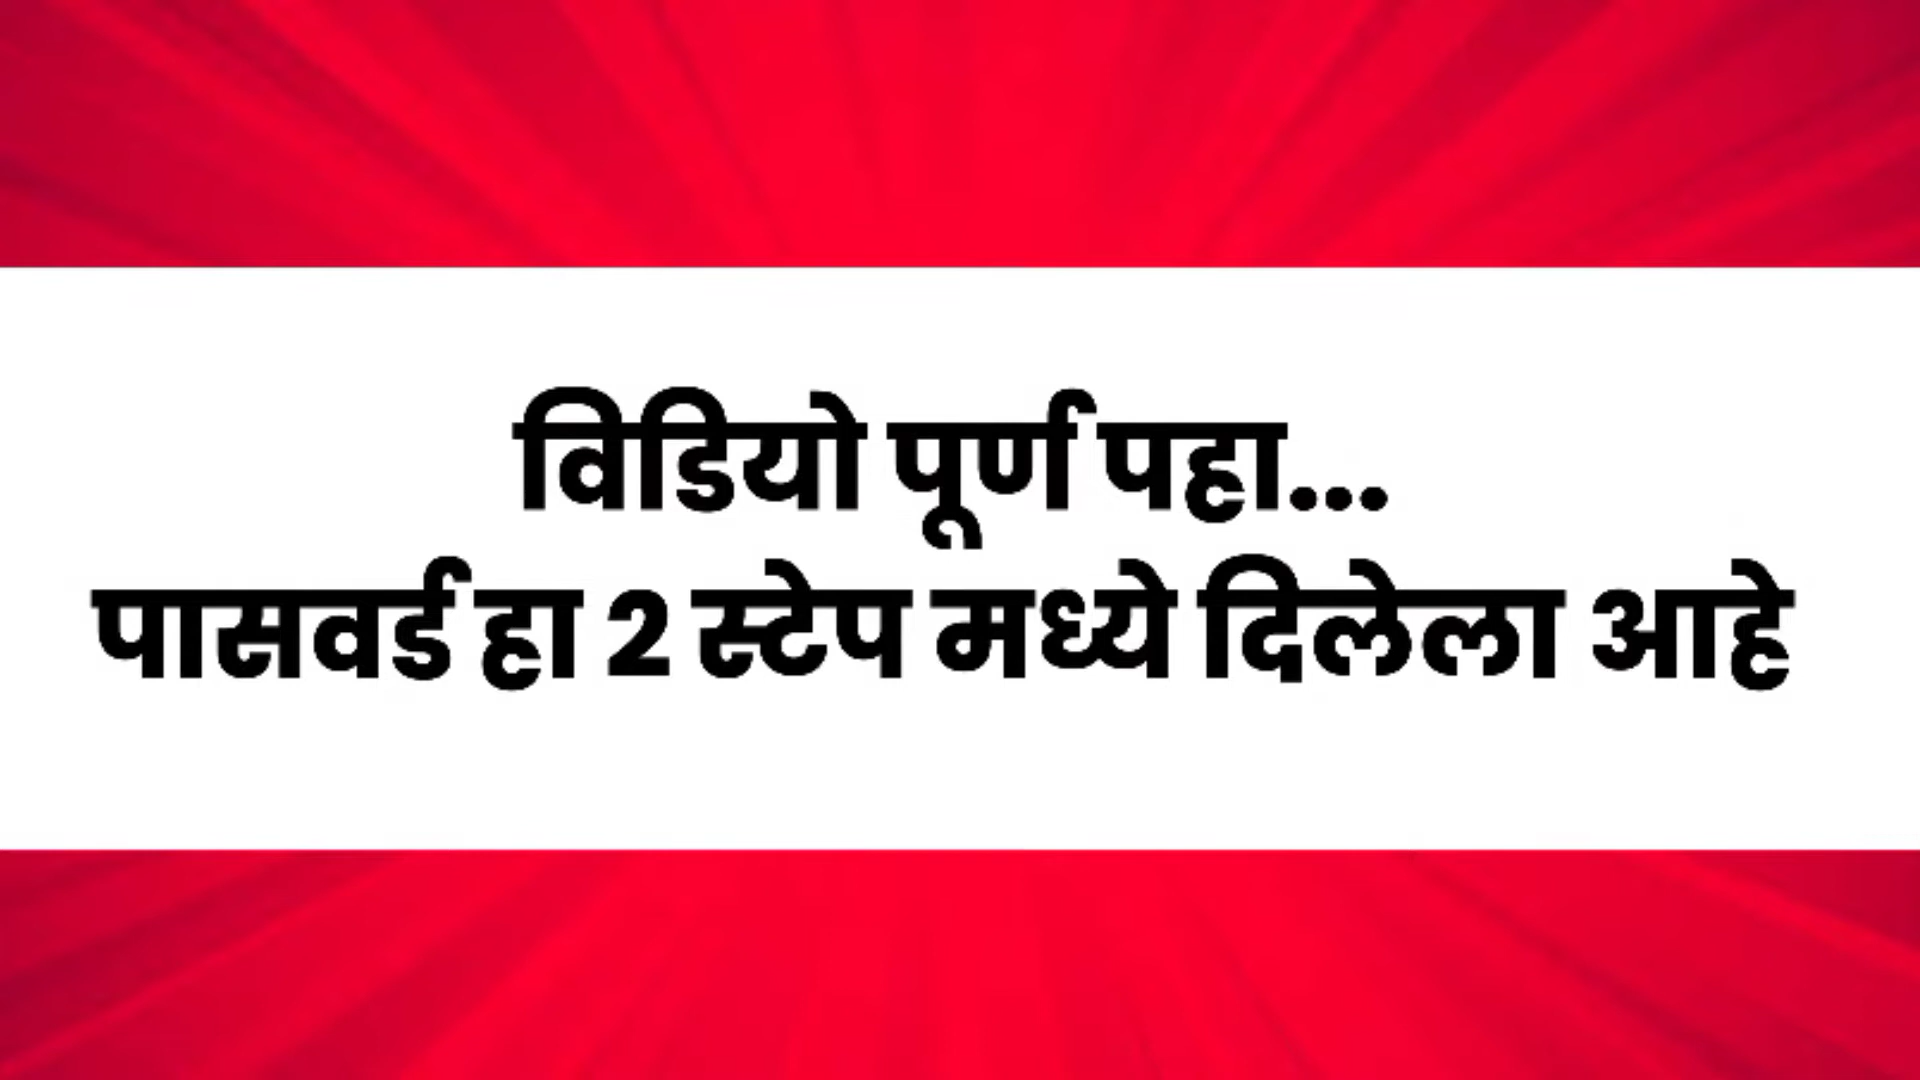 विडियो पूर्ण पहा...
पासवर्ड हा 2 स्टेप मध्ये दिलेला आहे